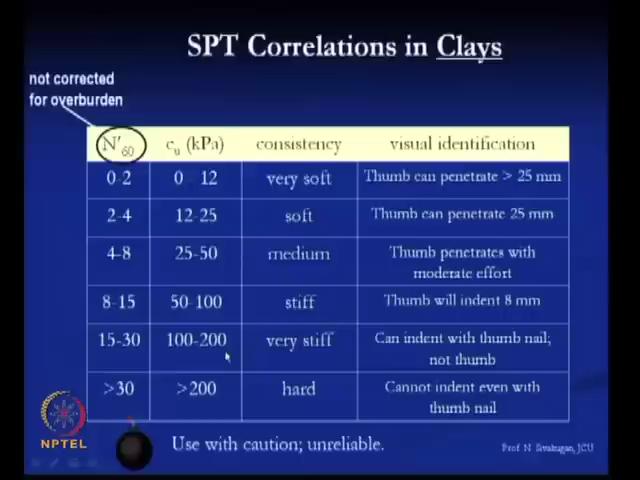 SPT Correlations in Clays
not corrected
for overburden
N'60 cu (kPa) consistency visual identification
0-2 0 12 very soft Thumb can penetrate > 25 mm
2-4 12-25 soft Thumb can penetrate 25 mm
4-8 25-50 medium Thumb penetrates with
moderate effort
8-15 50-100 stiff Thumb will indent 8 mm
15-30 100-200 very stiff Can indent with thumb nail;
not thumb
>30 >200 hard Cannot indent even with
thumb nail
NPTEL
Use with caution; unreliable.
Prof. N. Sivakugan, JCU